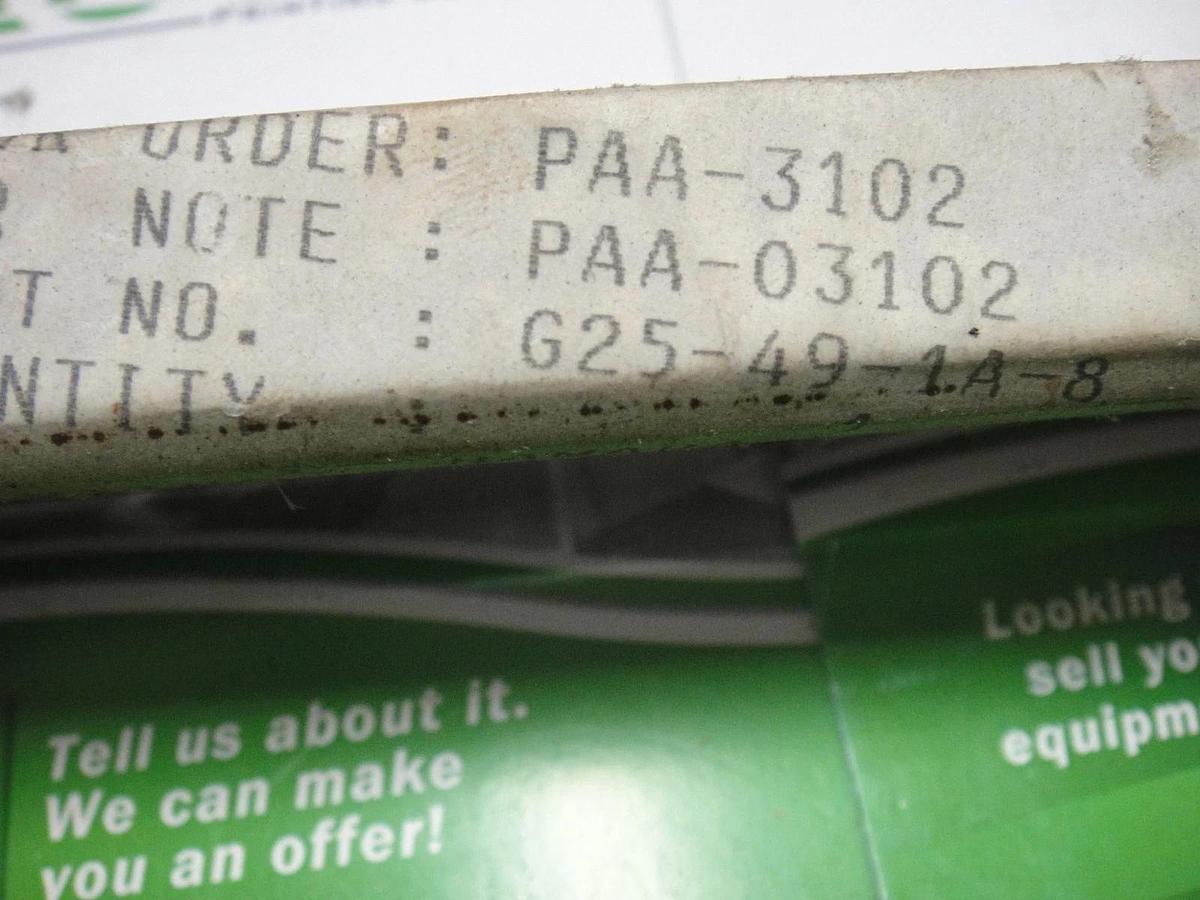 ORDER: PAA-3102
NOTE : PAA-03102
T NO. : G25-49-1A-8
NTITY :
Tell us about it.
We can make
you an offer!
Looking
sell yo
equipm